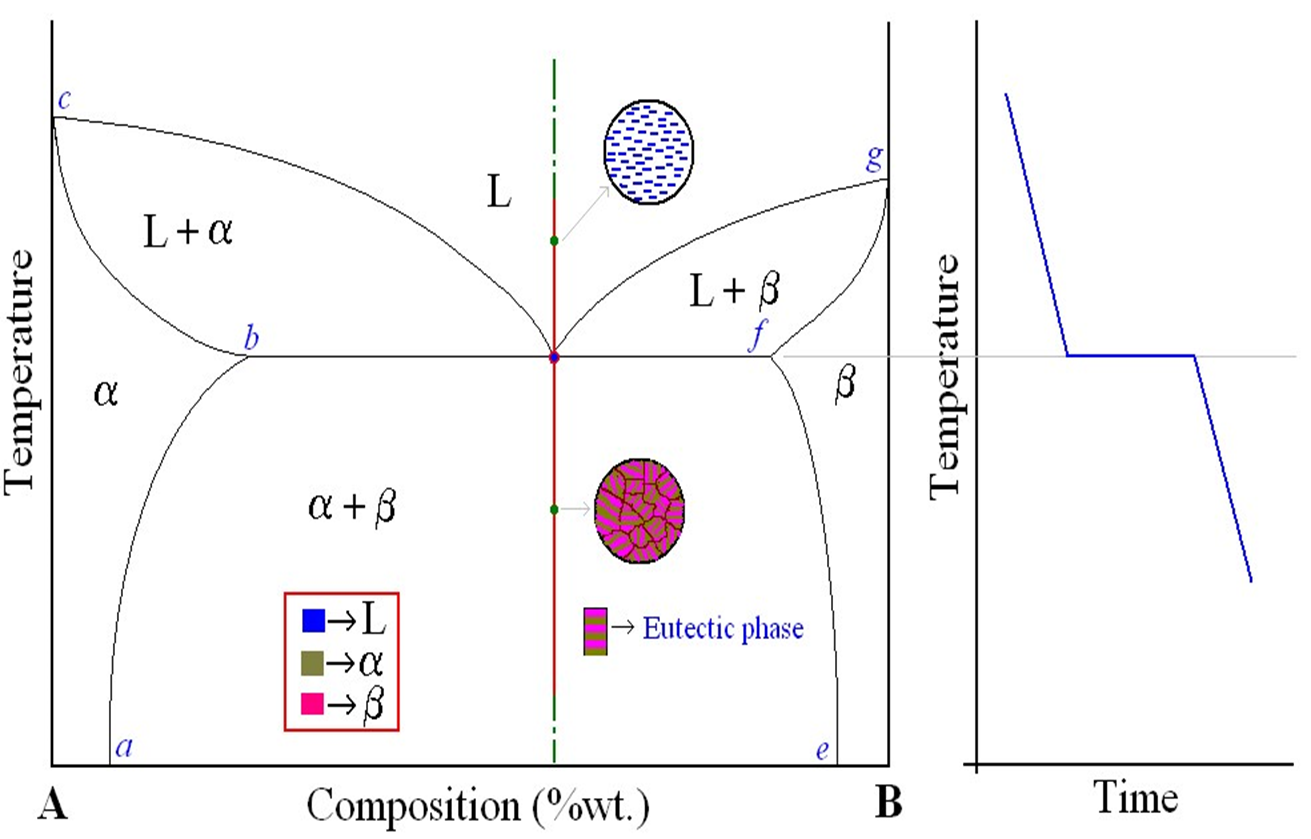 c
g
L
L + α
L + β
b
f
α
β
α + β
→L
→α
→β
→ Eutectic phase
a
e
A
B
Composition (%wt.)
Temperature
Temperature
Time